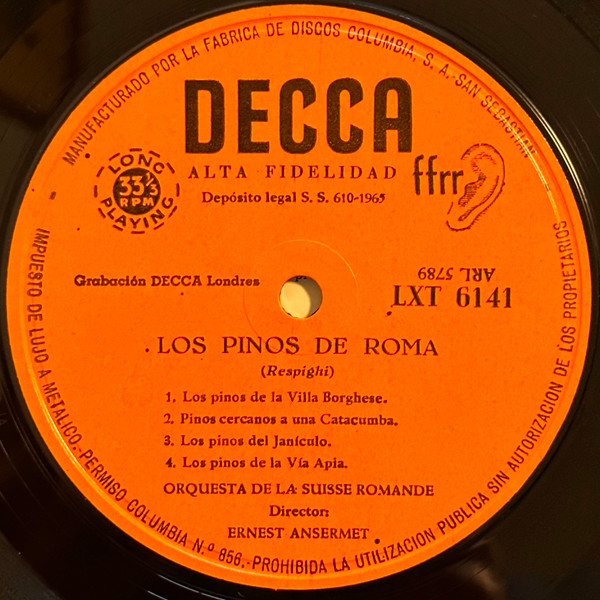 MANUFACTURADO POR LA FABRICA DE DISCOS COLUMBIA, S. A.-SAN SEBASTIAN
DECCA
ALTA FIDELIDAD
ffrr
Depósito legal S. S. 610-1965
LONG
33⅓
RPM
PLAYING
Grabación DECCA Londres
ARL 5789
LXT 6141
LOS PINOS DE ROMA
(Respighi)
1. Los pinos de la Villa Borghese.
2. Pinos cercanos a una Catacumba.
3. Los pinos del Janículo.
4. Los pinos de la Vía Apia.
ORQUESTA DE LA SUISSE ROMANDE
Director:
ERNEST ANSERMET
IMPUESTO DE LUJO A METALICO.-PERMISO COLUMBIA N.º 856.-PROHIBIDA LA UTILIZACION PUBLICA SIN AUTORIZACION DE LOS PROPIETARIOS